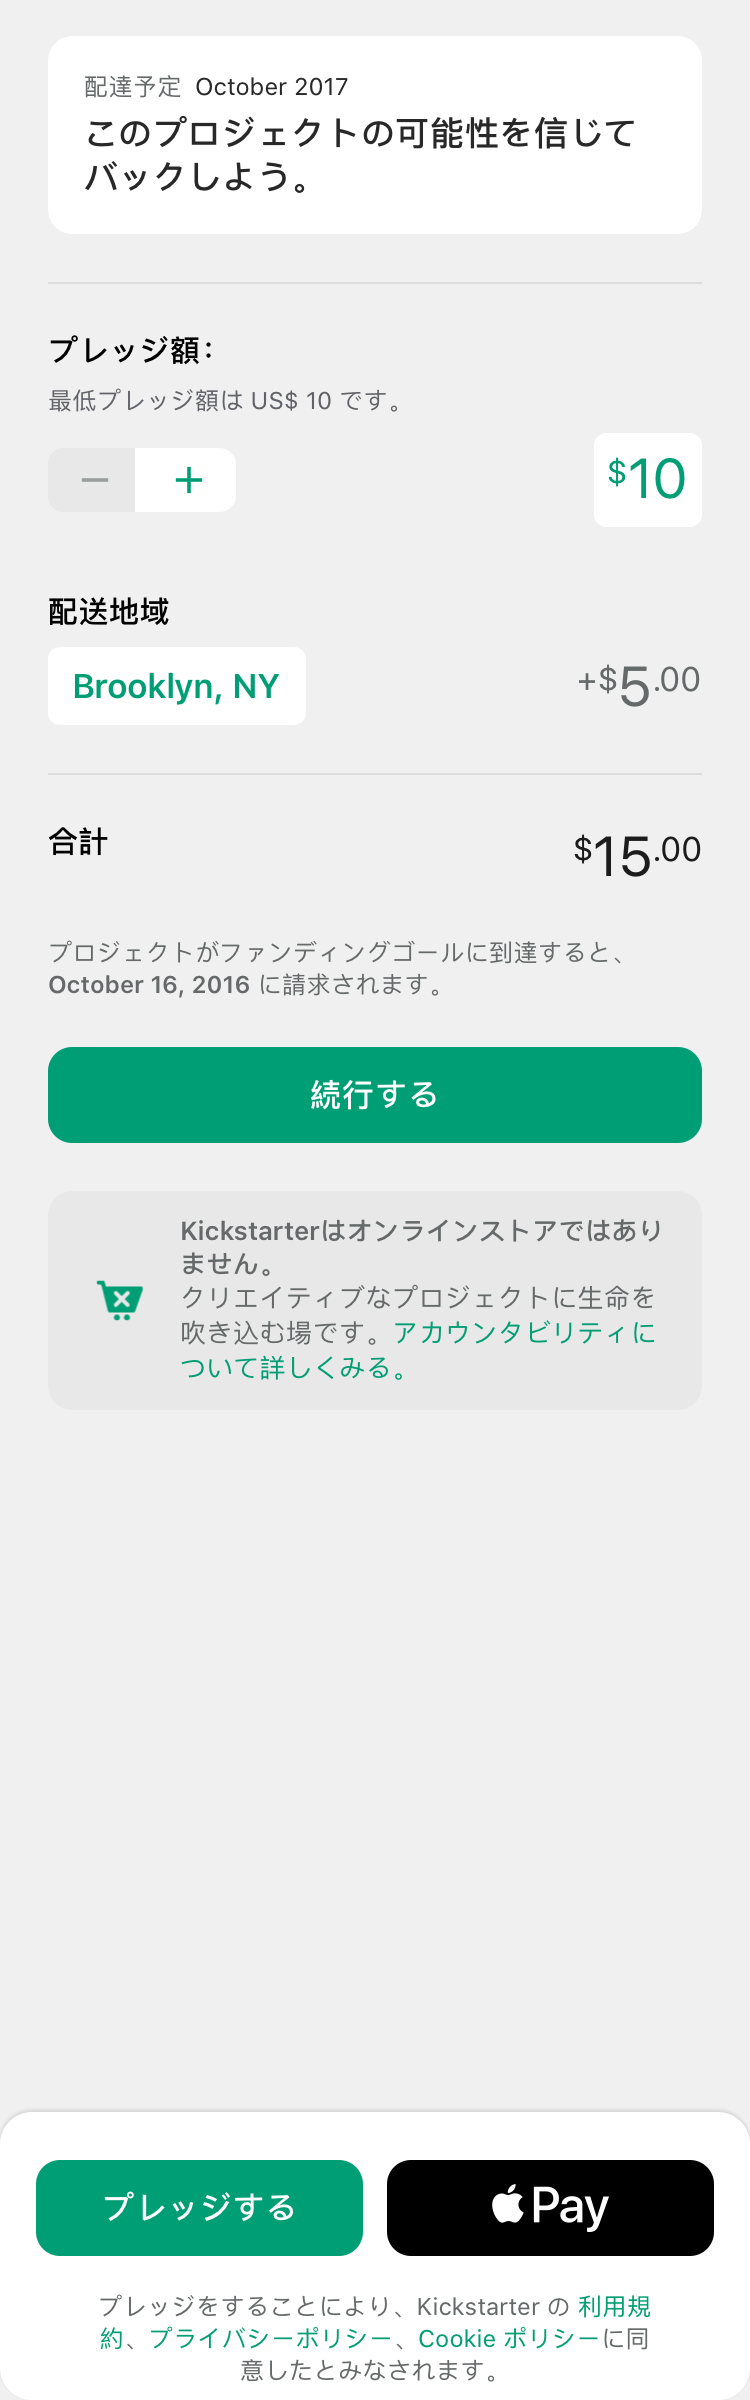 配達予定 October 2017
このプロジェクトの可能性を信じて
バックしよう。
プレッジ額：
最低プレッジ額は US$ 10 です。
$10
配送地域
Brooklyn, NY
+$5.00
合計
$15.00
プロジェクトがファンディングゴールに到達すると、
October 16, 2016 に請求されます。
続行する
Kickstarterはオンラインストアではあり
ません。
クリエイティブなプロジェクトに生命を
吹き込む場です。アカウンタビリティに
ついて詳しくみる。
プレッジする
Pay
プレッジをすることにより、Kickstarter の 利用規
約、プライバシーポリシー、Cookie ポリシーに同
意したとみなされます。